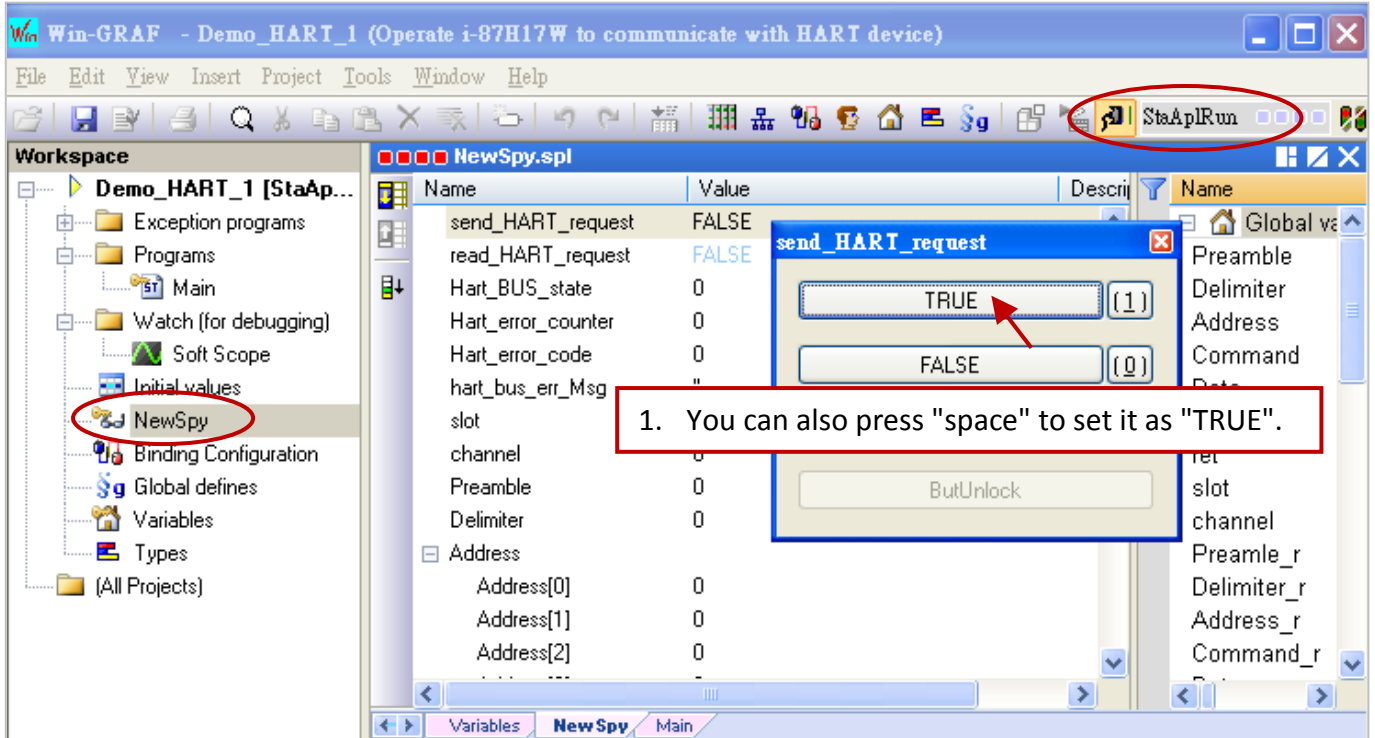 Win-GRAF - Demo_HART_1 (Operate i-87H17W to communicate with HART device)
File Edit View Insert Project Tools Window Help
StaAplRun
Workspace
Demo_HART_1 [StaAp...
Exception programs
Programs
Main
Watch (for debugging)
Soft Scope
Initial values
NewSpy
Binding Configuration
Global defines
Variables
Types
(All Projects)
NewSpy.spl
Name Value Descrip
send_HART_request FALSE
read_HART_request FALSE
Hart_BUS_state 0
Hart_error_counter 0
Hart_error_code 0
hart_bus_err_Msg "
slot
channel 0
Preamble 0
Delimiter 0
Address
Address[0] 0
Address[1] 0
Address[2] 0
Variables NewSpy Main
send_HART_request
TRUE (1)
FALSE (0)
1. You can also press "space" to set it as "TRUE".
ButUnlock
Name
Global va
Preamble
Delimiter
Address
Command
ret
slot
channel
Preamle_r
Delimiter_r
Address_r
Command_r